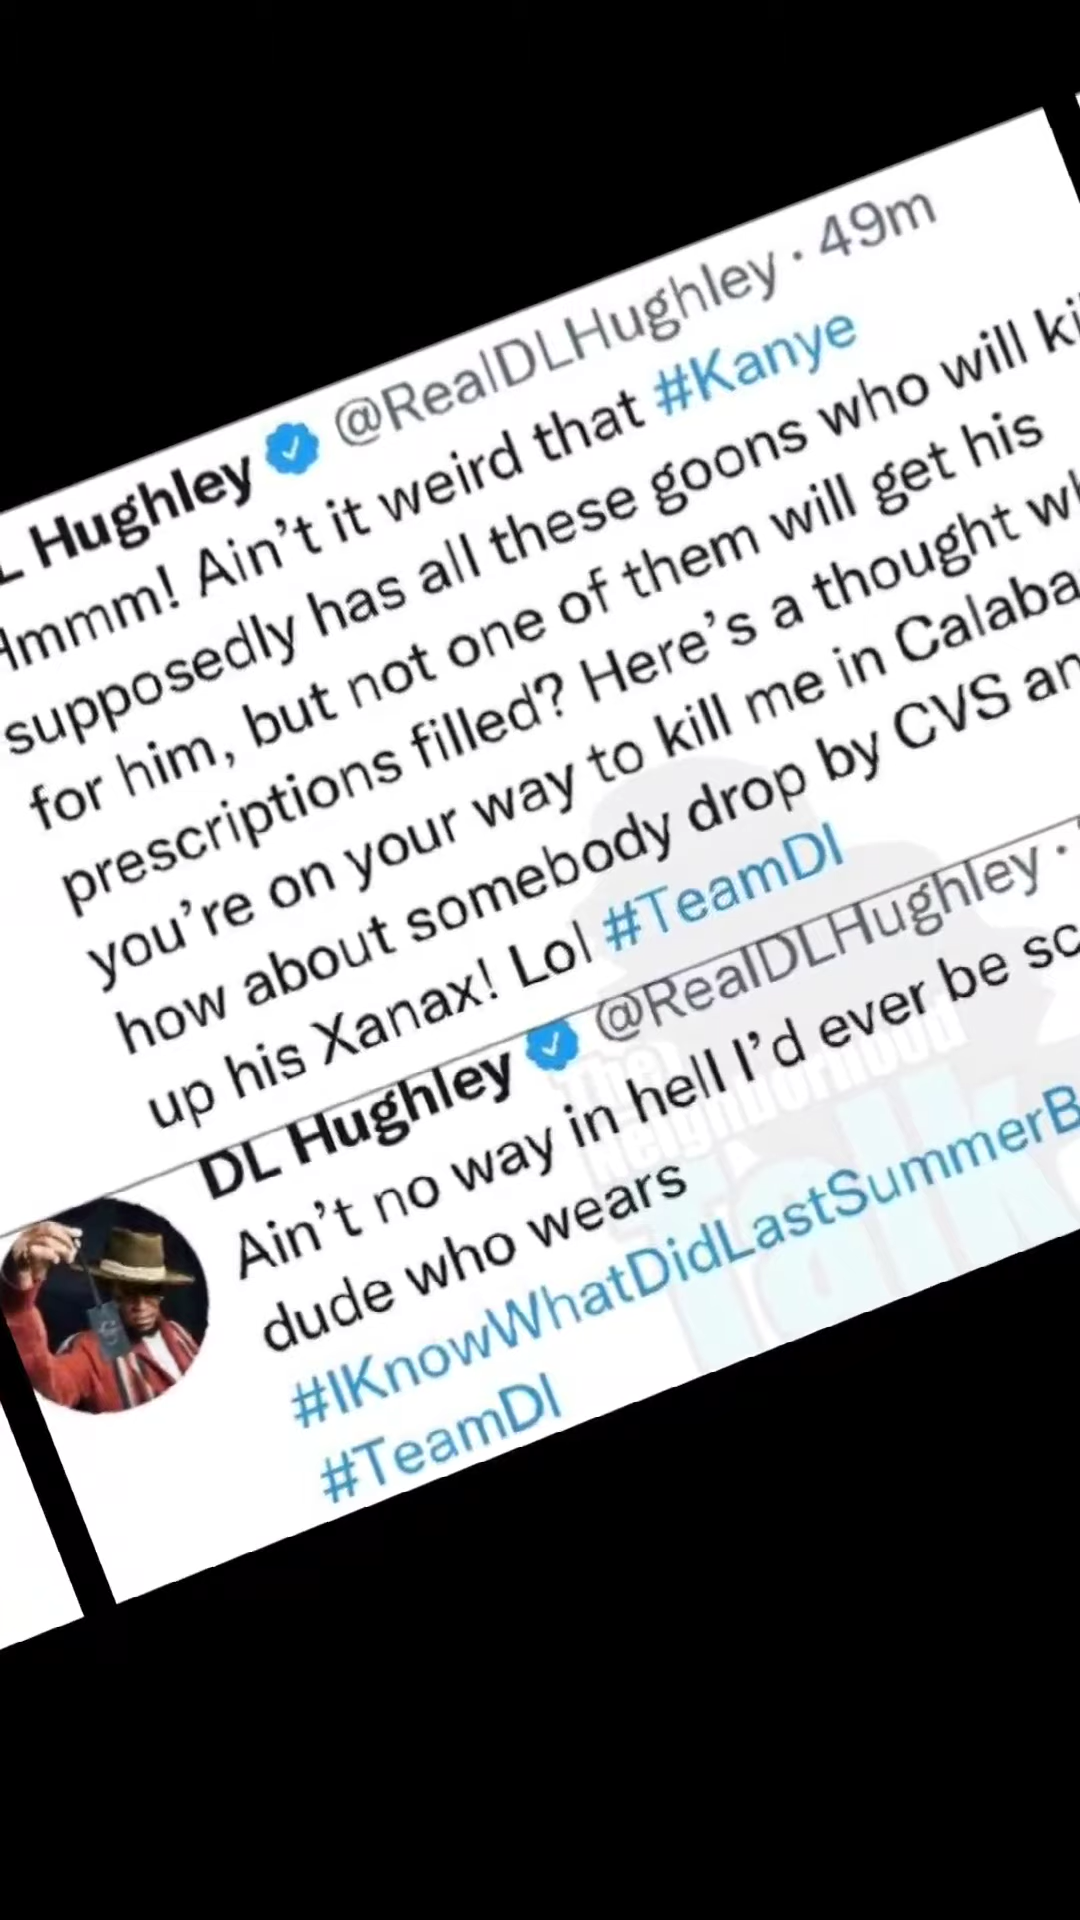 L Hughley @RealDLHughley · 49m
Hmmm! Ain't it weird that #Kanye
supposedly has all these goons who will ki
for him, but not one of them will get his
prescriptions filled? Here's a thought wh
you're on your way to kill me in Calaba
how about somebody drop by CVS an
up his Xanax! Lol #TeamDl
DL Hughley @RealDLHughley ·
Ain't no way in hell I'd ever be sc
dude who wears
#IKnowWhatDidLastSummerB
#TeamDl
The
Neighborhood
Talk